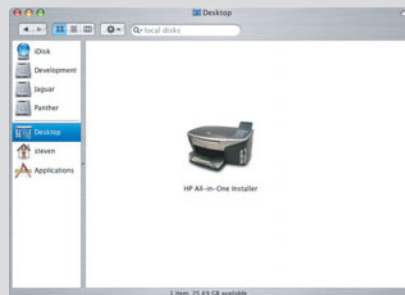 Desktop
local disks
iDisk
Development
Jaguar
Panther
Desktop
steven
Applications
HP All-in-One Installer
1 item, 25.69 GB available